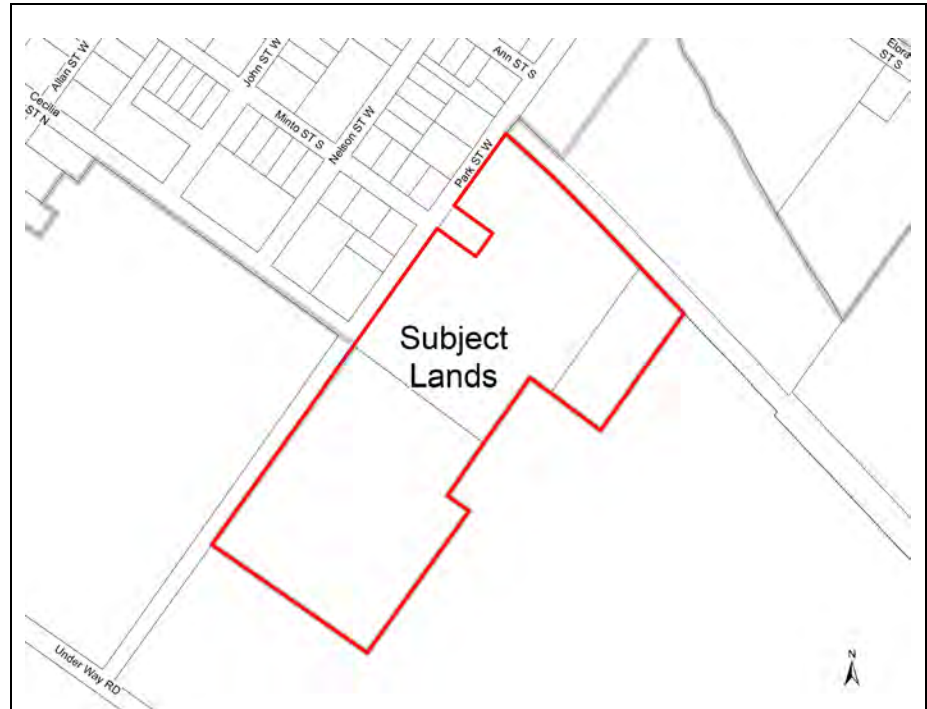 Allan ST W
John ST W
Ann ST S
Elora
ST S
Cecilia
ST N
Minto ST S
Nelson ST W
Park ST W
Subject
Lands
Under Way RD
N